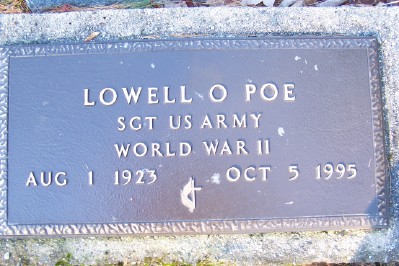 LOWELL O POE
SGT US ARMY
WORLD WAR II
AUG 1 1923 OCT 5 1995